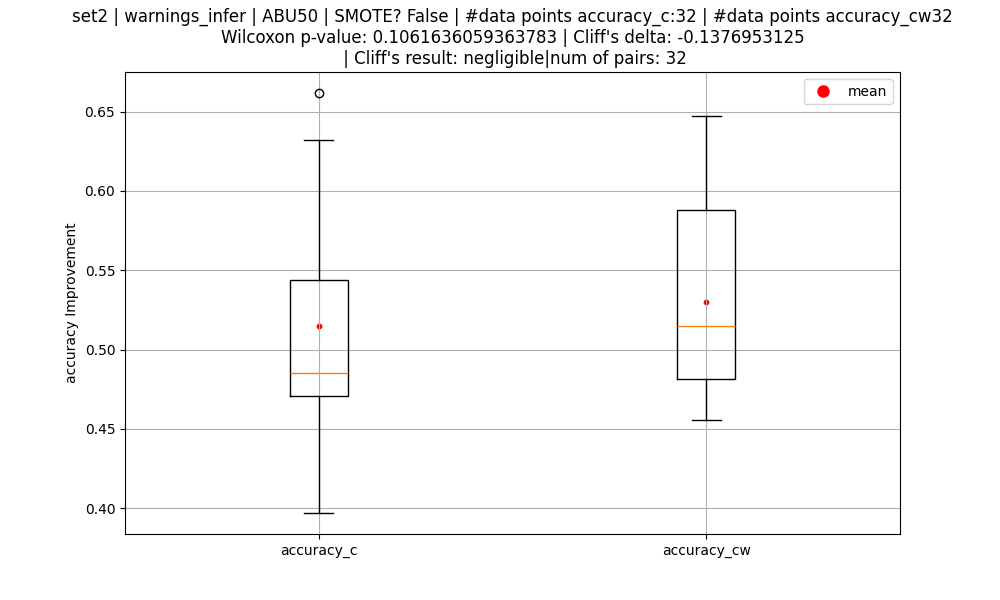 set2 | warnings_infer | ABU50 | SMOTE? False | #data points accuracy_c:32 | #data points accuracy_cw32
Wilcoxon p-value: 0.1061636059363783 | Cliff's delta: -0.1376953125
| Cliff's result: negligible|num of pairs: 32
mean
0.65
0.60
0.55
0.50
0.45
0.40
accuracy Improvement
accuracy_c
accuracy_cw